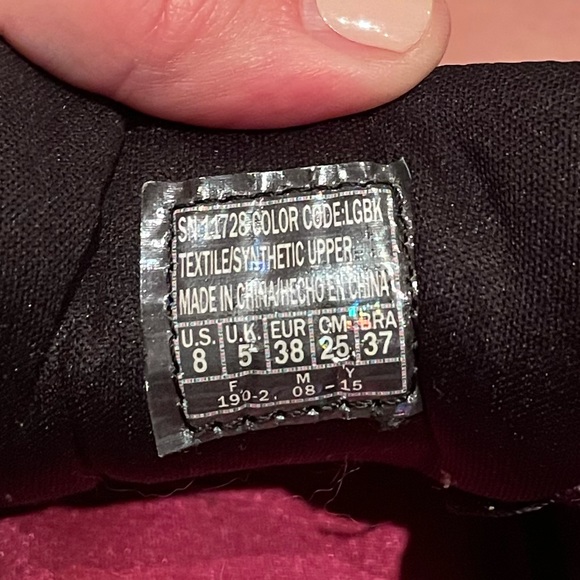 SN 11728 COLOR CODE:LGBK
TEXTILE/SYNTHETIC UPPER
MADE IN CHINA/HECHO EN CHINA
U.S. U.K. EUR CM BRA
8 5 38 25 37
F M Y
190-2, 08-15